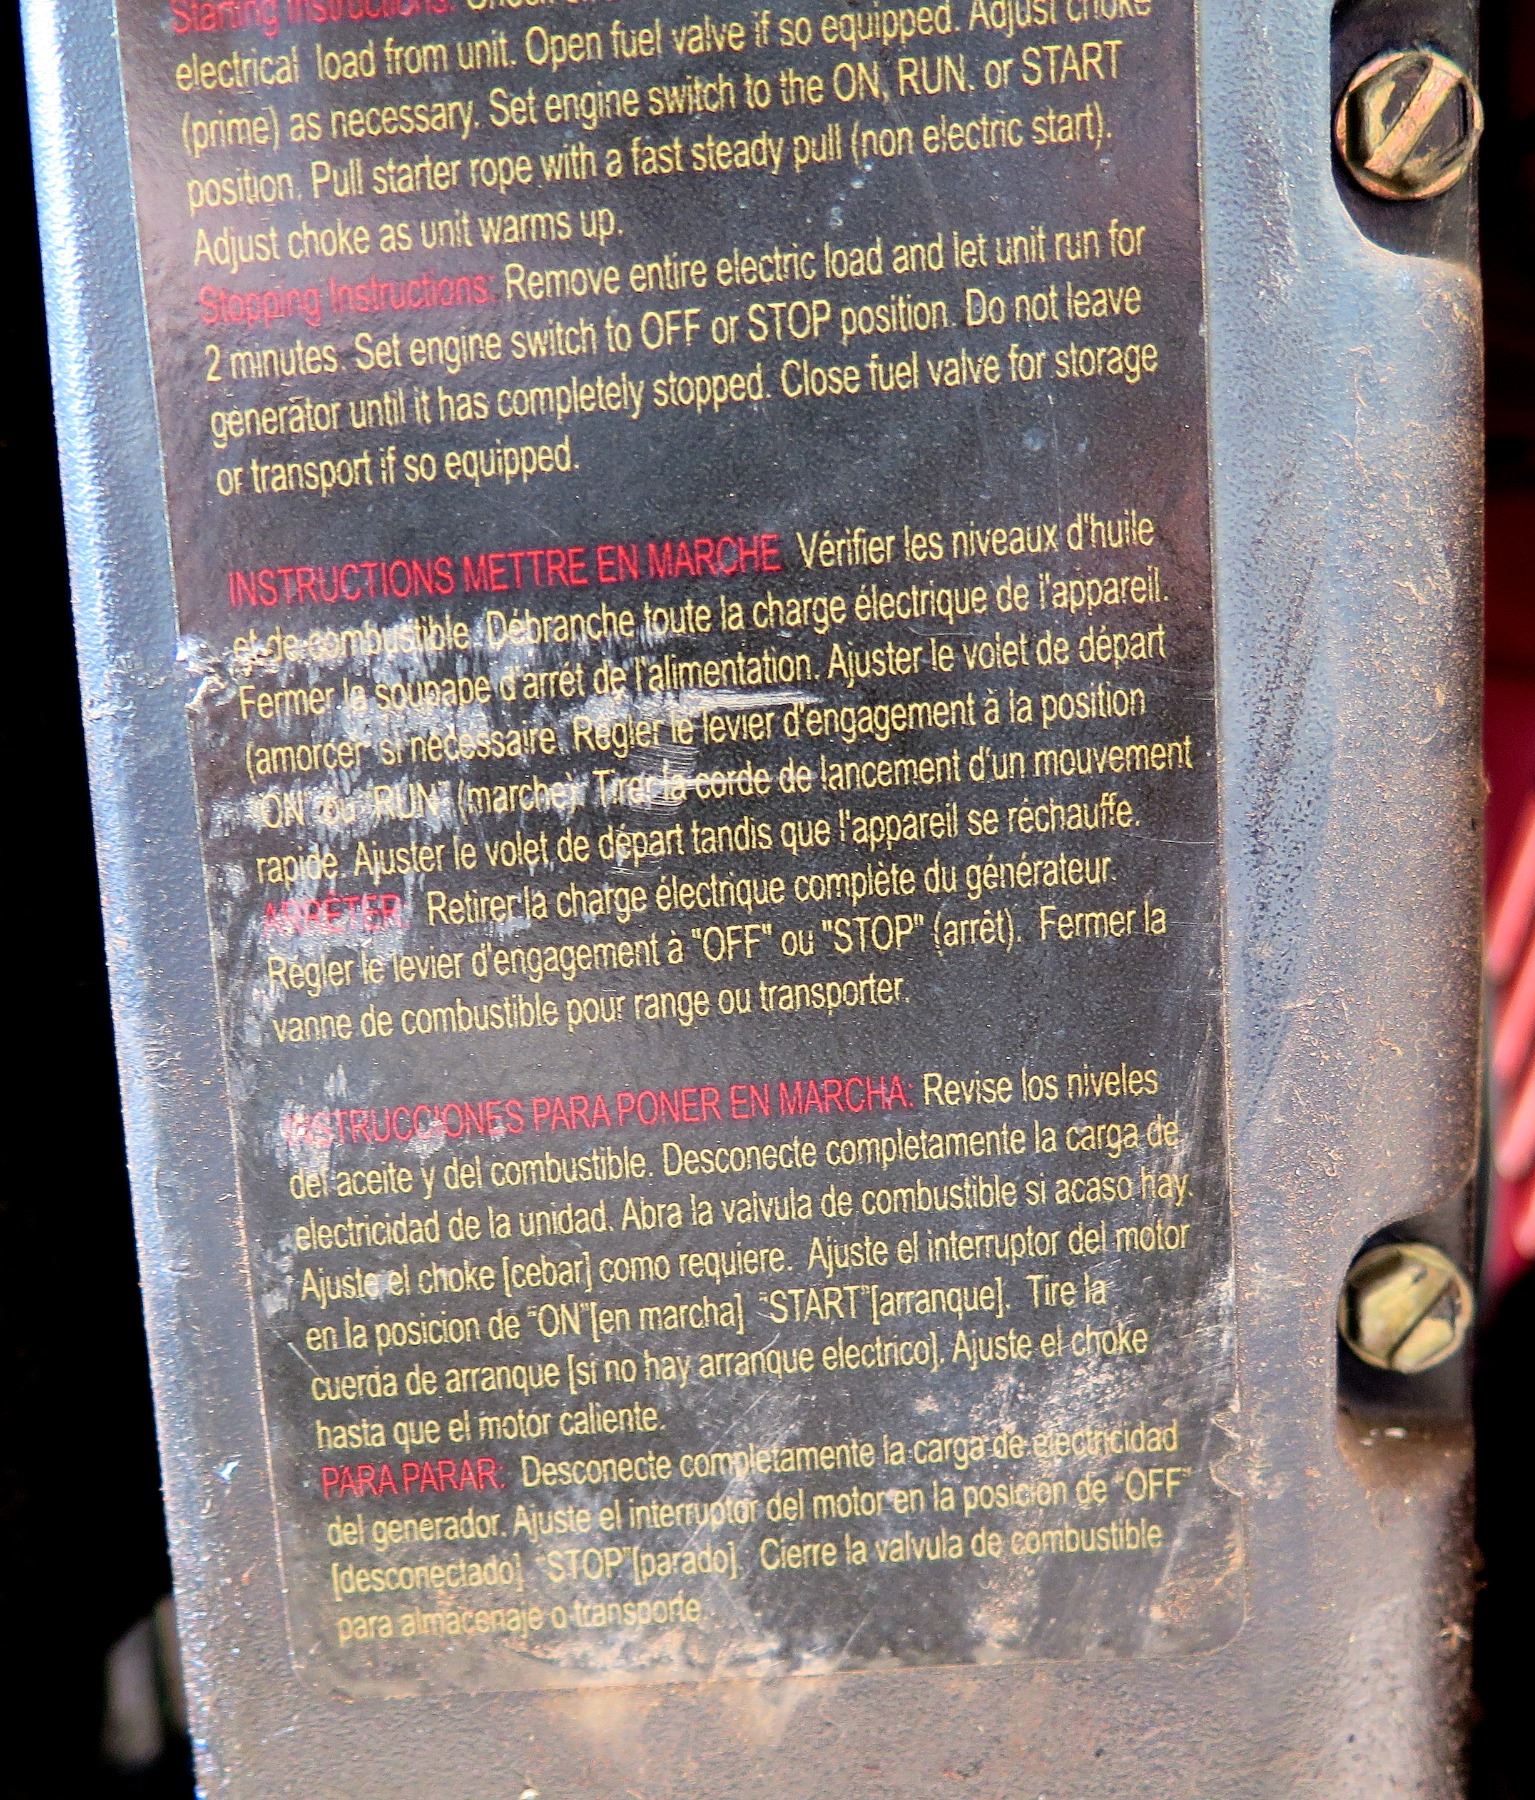 Starting Instructions:
electrical load from unit. Open fuel valve if so equipped. Adjust choke
(prime) as necessary. Set engine switch to the ON, RUN. or START
position. Pull starter rope with a fast steady pull (non electric start).
Adjust choke as unit warms up.
Stopping Instructions: Remove entire electric load and let unit run for
2 minutes. Set engine switch to OFF or STOP position. Do not leave
generator until it has completely stopped. Close fuel valve for storage
or transport if so equipped.
INSTRUCTIONS METTRE EN MARCHE Vérifier les niveaux d'huile
et de combustible. Débranche toute la charge électrique de l'appareil.
Fermer la soupape d'arrêt de l'alimentation. Ajuster le volet de départ
(amorcer si nécessaire. Régler le levier d'engagement à la position
"ON" ou "RUN" (marche). Tirer la corde de lancement d'un mouvement
rapide. Ajuster le volet de départ tandis que l'appareil se réchauffe.
ARRÊTER: Retirer la charge électrique complète du générateur.
Régler le levier d'engagement à "OFF" ou "STOP" (arrêt). Fermer la
vanne de combustible pour range ou transporter.
INSTRUCCIONES PARA PONER EN MARCHA: Revise los niveles
del aceite y del combustible. Desconecte completamente la carga de
electricidad de la unidad. Abra la valvula de combustible si acaso hay.
Ajuste el choke [cebar] como requiere. Ajuste el interruptor del motor
en la posicion de "ON"[en marcha] "START"[arranque]. Tire la
cuerda de arranque [si no hay arranque electrico]. Ajuste el choke
hasta que el motor caliente.
PARA PARAR: Desconecte completamente la carga de electricidad
del generador. Ajuste el interruptor del motor en la posicion de "OFF"
[desconectado] "STOP"[parado]. Cierre la valvula de combustible
para almacenaje o transporte.